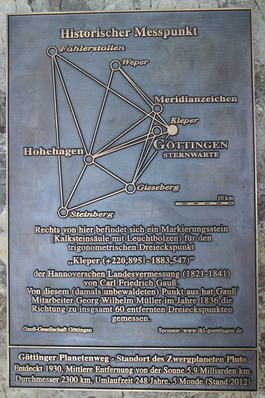 Historischer Messpunkt
Fahlerstollen
Weper
Meridianzeichen
Kleper
GÖTTINGEN
STERNWARTE
Hohehagen
Gieseberg
10 km
Steinberg
Rechts von hier befindet sich ein Markierungsstein
(Kalksteinsäule mit Leuchtbolzen) für den
trigonometrischen Dreieckspunkt
„Kleper (+220,8951 - 1883,547)"
der Hannoverschen Landesvermessung (1821-1841)
von Carl Friedrich Gauß.
Von diesem (damals unbewaldeten) Punkt aus hat Gauß'
Mitarbeiter Georg Wilhelm Müller im Jahre 1836 die
Richtung zu insgesamt 60 entfernten Dreieckspunkten
gemessen.
Gauß-Gesellschaft Göttingen
Sponsor: www.jkl-goettingen.de
Göttinger Planetenweg - Standort des Zwergplaneten Pluto
Entdeckt 1930, Mittlere Entfernung von der Sonne 5,9 Milliarden km,
Durchmesser 2300 km, Umlaufzeit 248 Jahre, 5 Monde (Stand 2012)